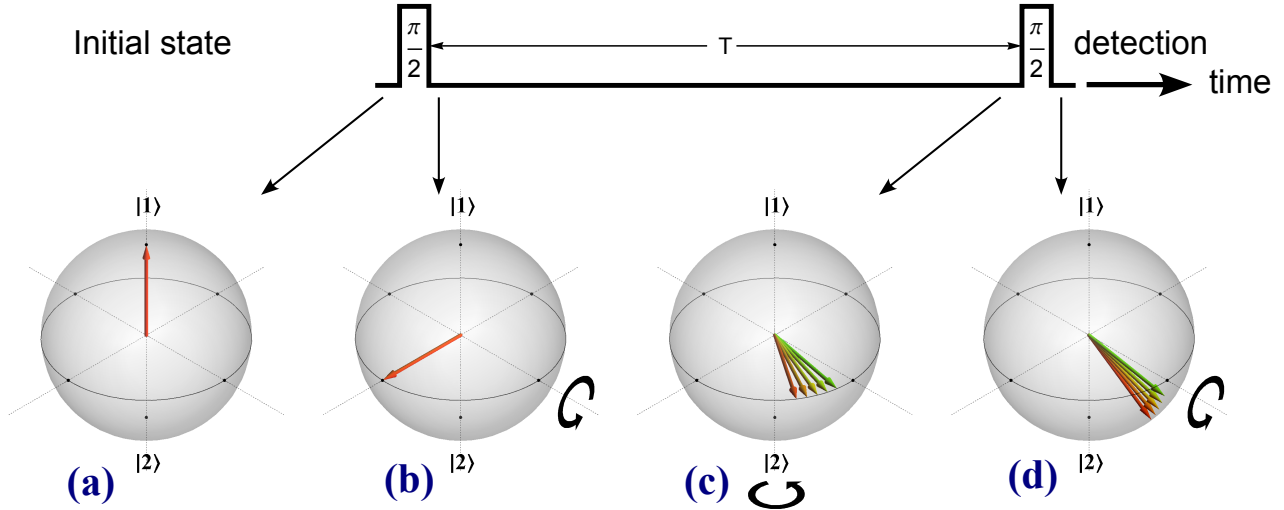 Initial state
π
2
T
π
2
detection
time
|1⟩
|1⟩
|1⟩
|1⟩
|2⟩
|2⟩
|2⟩
|2⟩
(a)
(b)
(c)
(d)